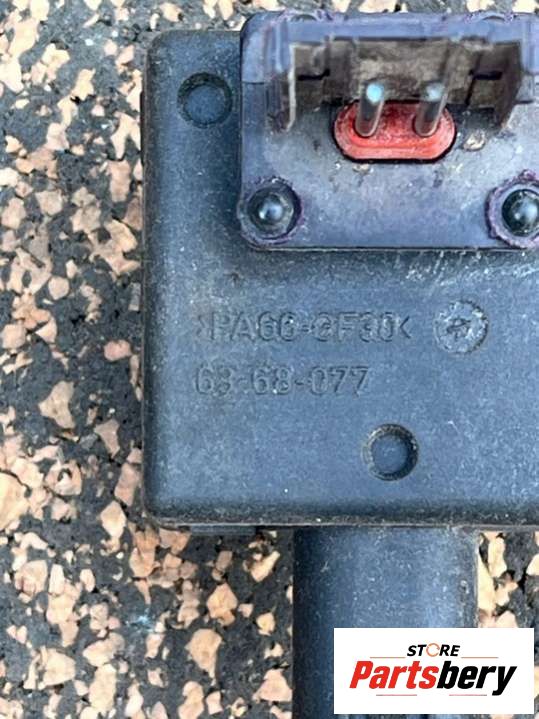 >PA66-GF30<
63-68-077
STORE
Partsbery